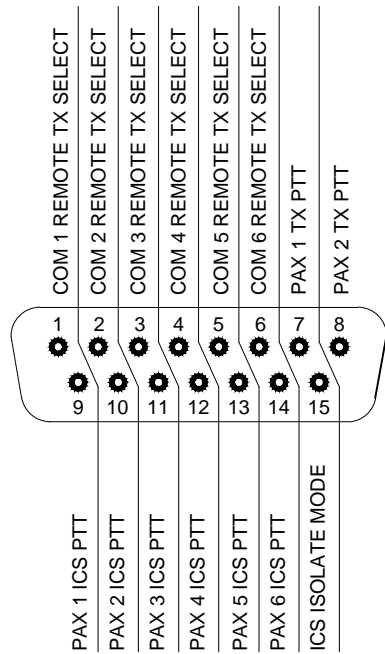 COM 1 REMOTE TX SELECT
COM 2 REMOTE TX SELECT
COM 3 REMOTE TX SELECT
COM 4 REMOTE TX SELECT
COM 5 REMOTE TX SELECT
COM 6 REMOTE TX SELECT
PAX 1 TX PTT
PAX 2 TX PTT
1 2 3 4 5 6 7 8
9 10 11 12 13 14 15
PAX 1 ICS PTT
PAX 2 ICS PTT
PAX 3 ICS PTT
PAX 4 ICS PTT
PAX 5 ICS PTT
PAX 6 ICS PTT
ICS ISOLATE MODE